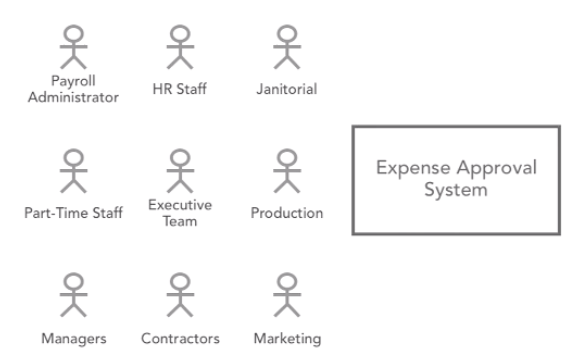 Payroll
Administrator
HR Staff
Janitorial
Part-Time Staff
Executive
Team
Production
Expense Approval
System
Managers
Contractors
Marketing